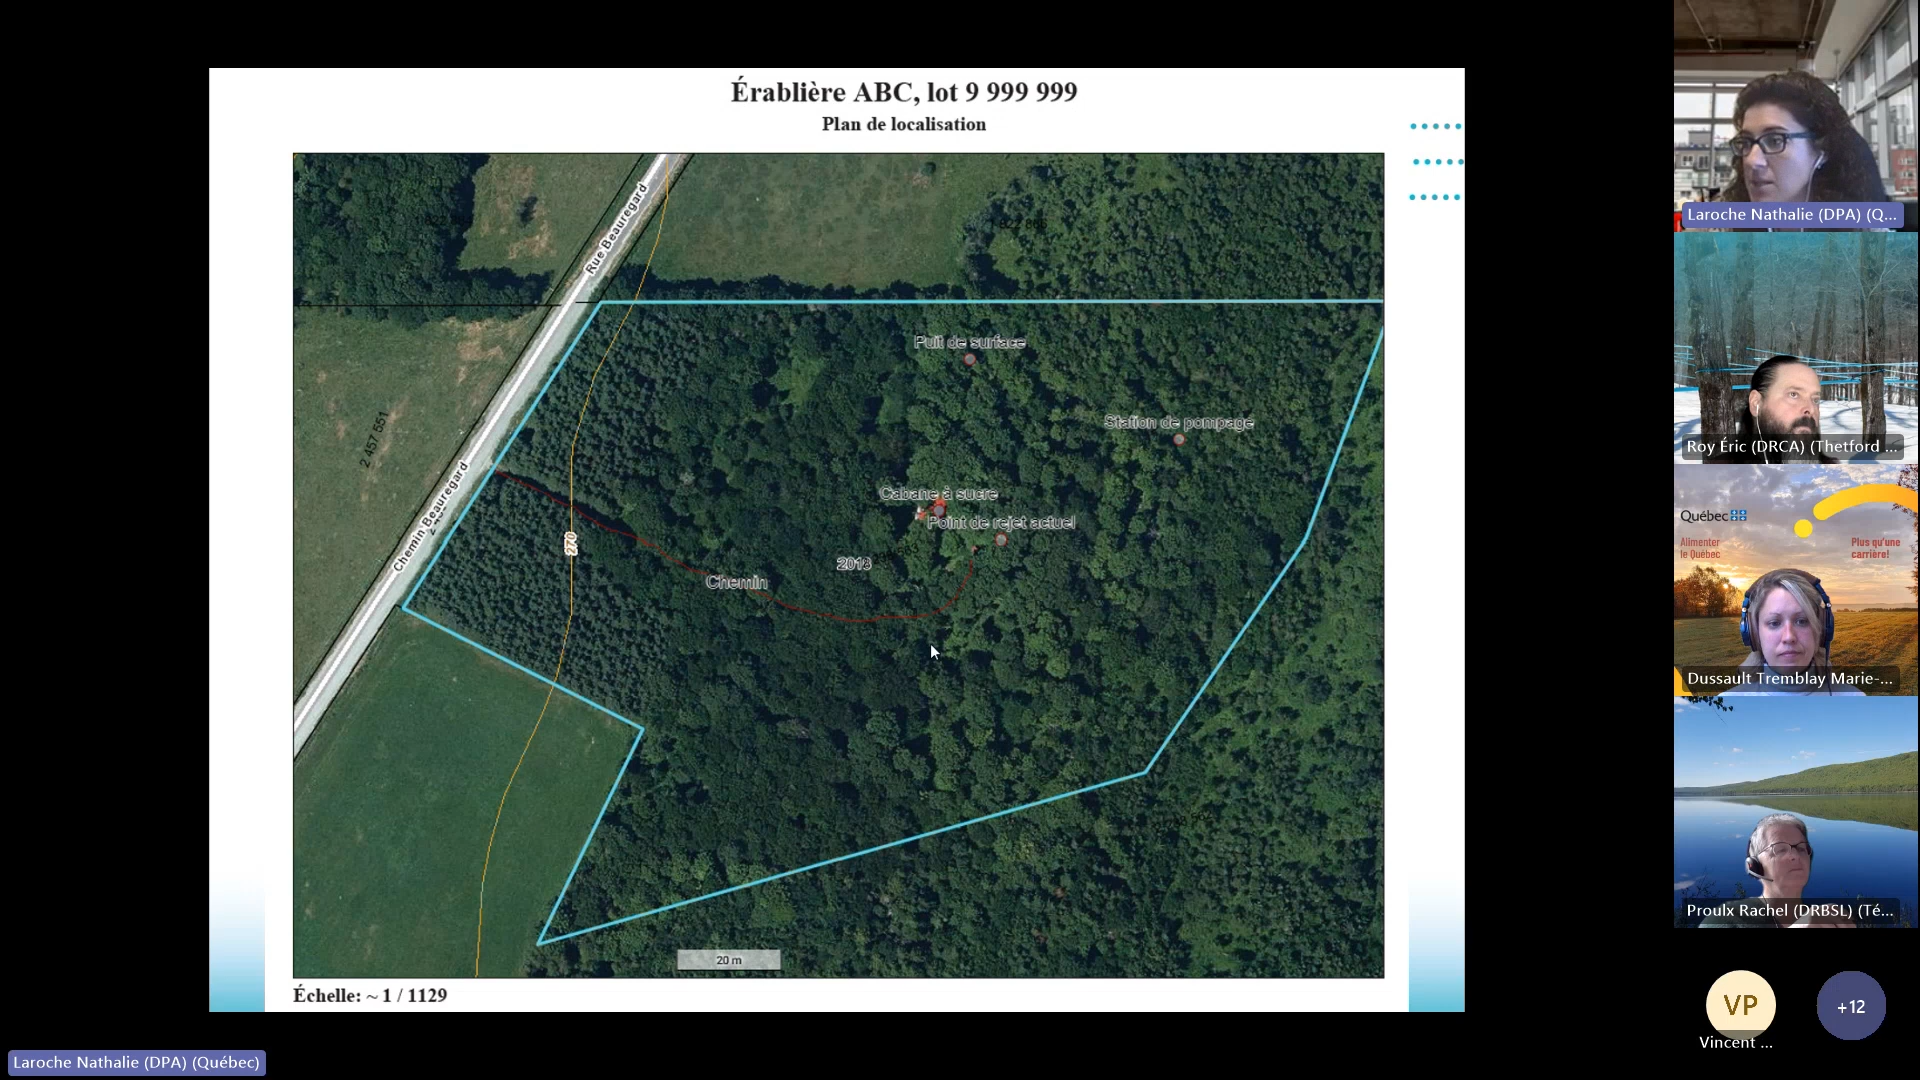 Érablière ABC, lot 9 999 999
Plan de localisation
Rue Beauregard
Puit de surface
Station de pompage
2 457 551
Chemin Beauregard
Cabane à sucre
Point de rejet actuel
270
2018
Chemin
20 m
Échelle: ~ 1 / 1129
Laroche Nathalie (DPA) (Q...
Roy Éric (DRCA) (Thetford ...
Québec
Alimenter
le Québec
Plus qu'une
carrière!
Dussault Tremblay Marie-...
Proulx Rachel (DRBSL) (Té...
VP
+12
Vincent ...
Laroche Nathalie (DPA) (Québec)